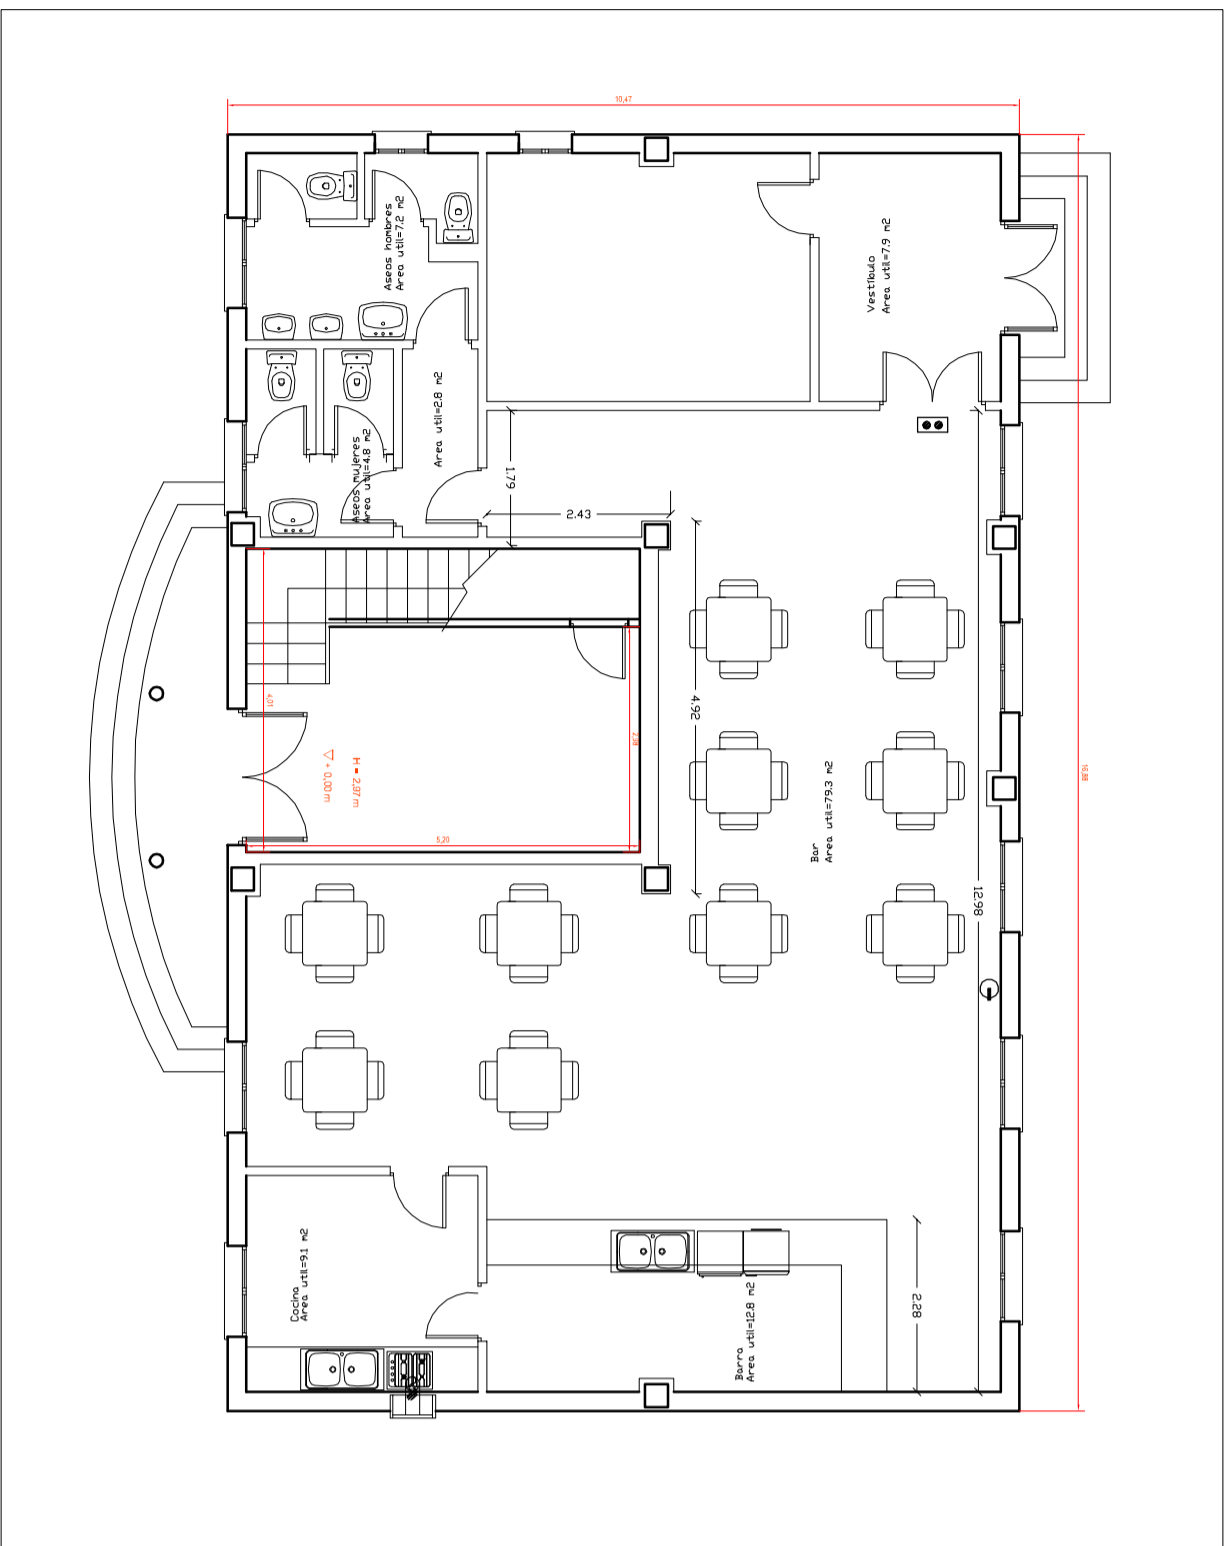 10,47
Aseos hombres
Area util=7.2 m2
Vestíbulo
Area util=7.9 m2
Area util=2.8 m2
Aseos mujeres
Area util=4.8 m2
1.79
2.43
4.92
4,01
2,38
H = 2,87 m
+ 0,00 m
5,20
Bar
Area util=79.3 m2
16,88
12.98
Cocina
Area util=9.1 m2
Barra
Area util=12.8 m2
2.28